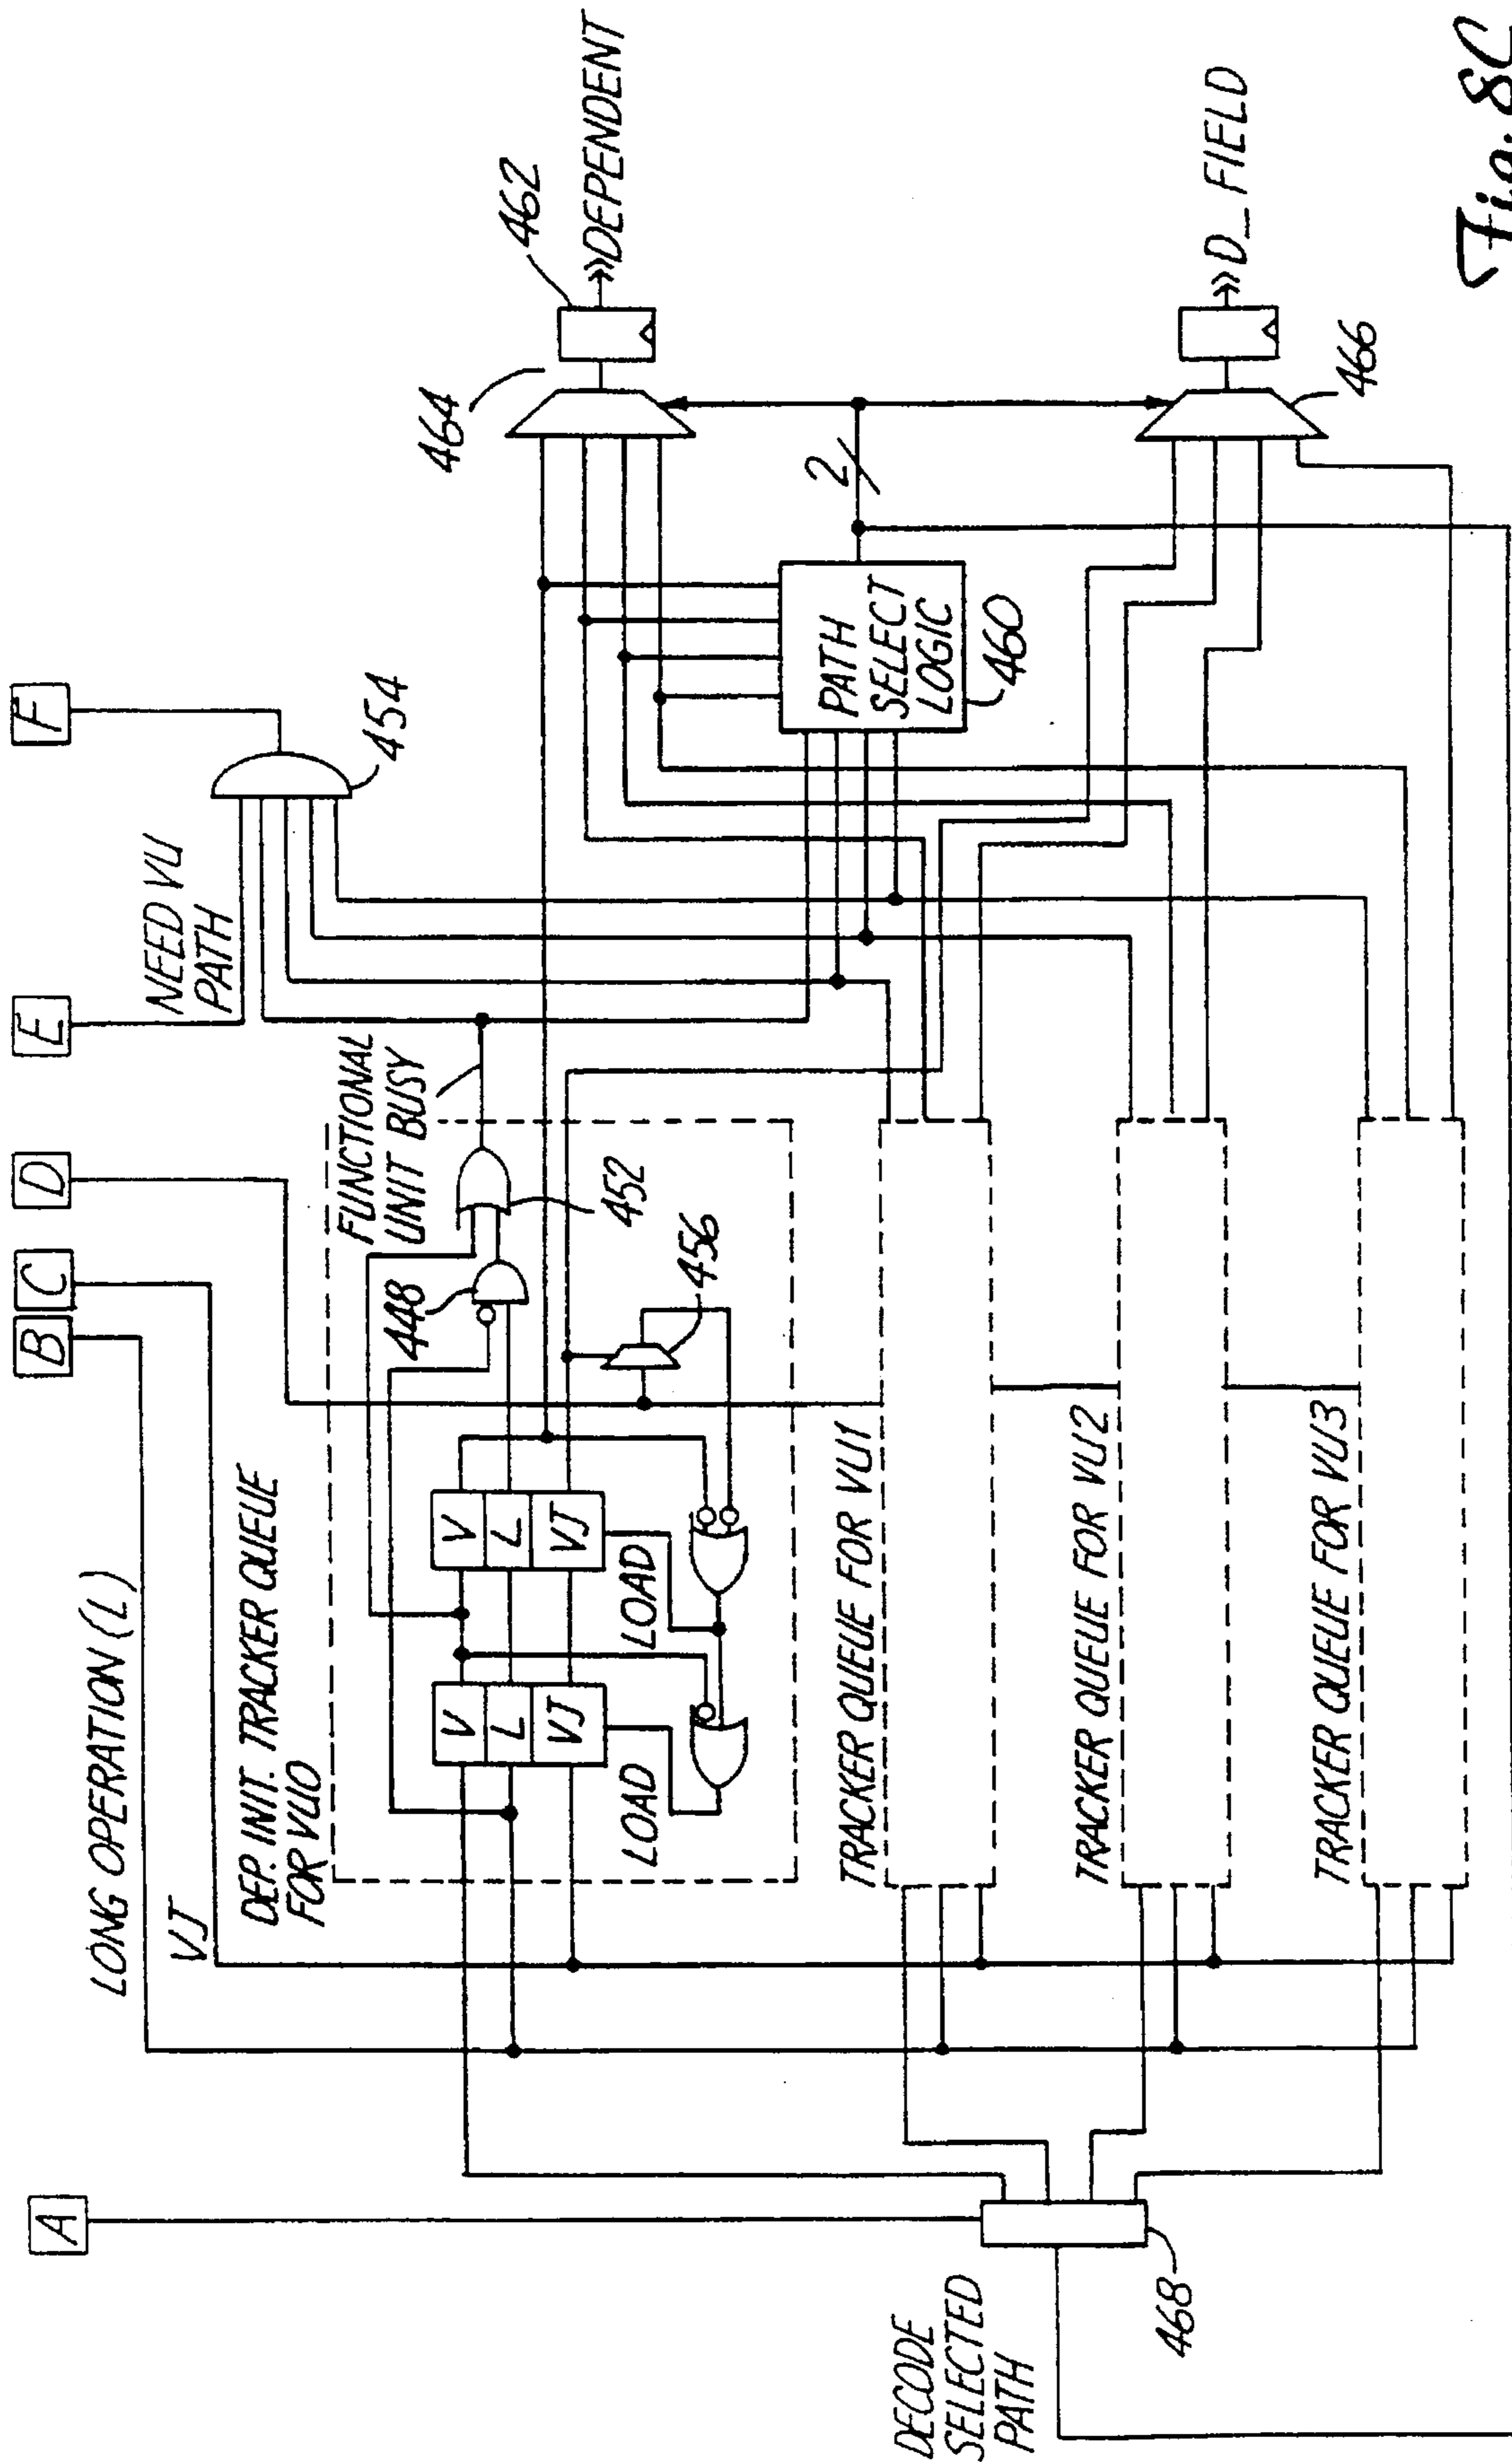 A
B
C
D
E
F
LONG OPERATION (L)
VJ
DEP. INIT. TRACKER QUEUE
FOR VU0
FUNCTIONAL
UNIT BUSY
NEED VU
PATH
454
448
452
456
V
L
VJ
V
L
VJ
LOAD
LOAD
464
462
DEPENDENT
2
PATH
SELECT
LOGIC
460
D_FIELD
466
TRACKER QUEUE FOR VU1
TRACKER QUEUE FOR VU2
TRACKER QUEUE FOR VU3
DECODE
SELECTED
PATH
468
Fig. 8C